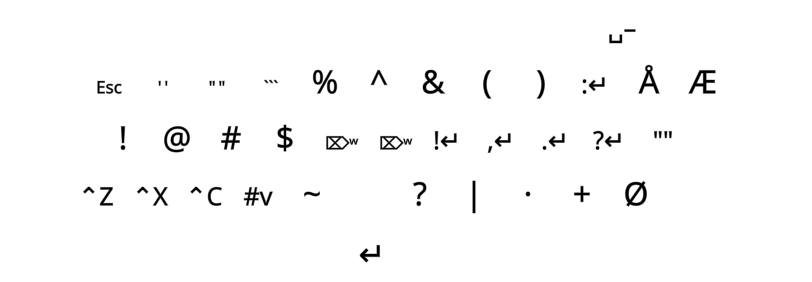 ␣‾
Esc '' "" ``` % ^ & ( ) :↵ Å Æ
! @ # $ ⌦w ⌦w !↵ ,↵ .↵ ?↵ ""
^Z ^X ^C #v ~ ? | · + Ø
↵